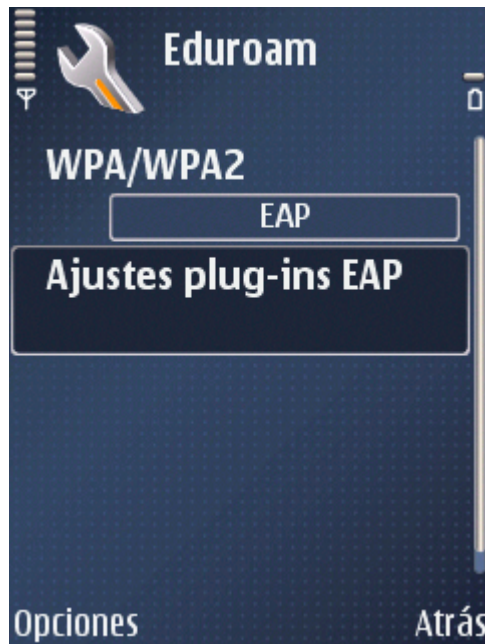 Eduroam
WPA/WPA2
EAP
Ajustes plug-ins EAP
Opciones Atrás